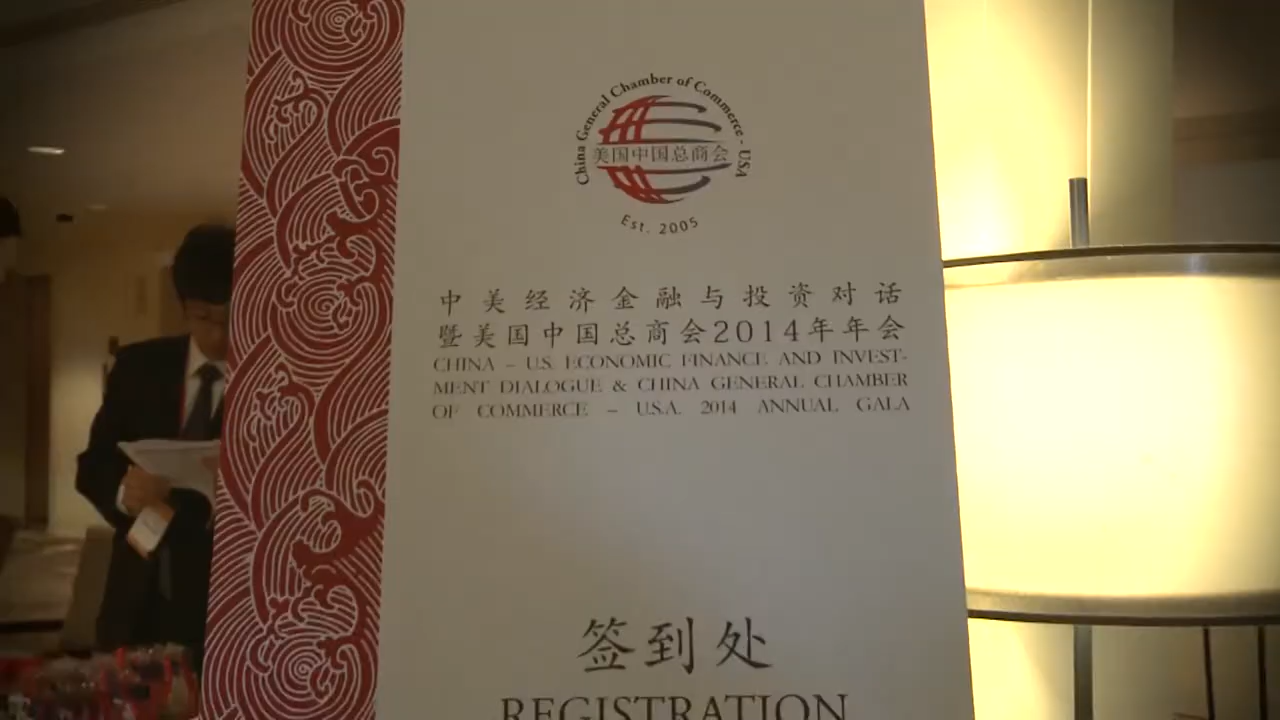 China General Chamber of Commerce - USA
美国中国总商会
Est. 2005
中美经济金融与投资对话
暨美国中国总商会2014年年会
CHINA – U.S. ECONOMIC FINANCE AND INVEST-
MENT DIALOGUE & CHINA GENERAL CHAMBER
OF COMMERCE – U.S.A. 2014 ANNUAL GALA
签到处
REGISTRATION